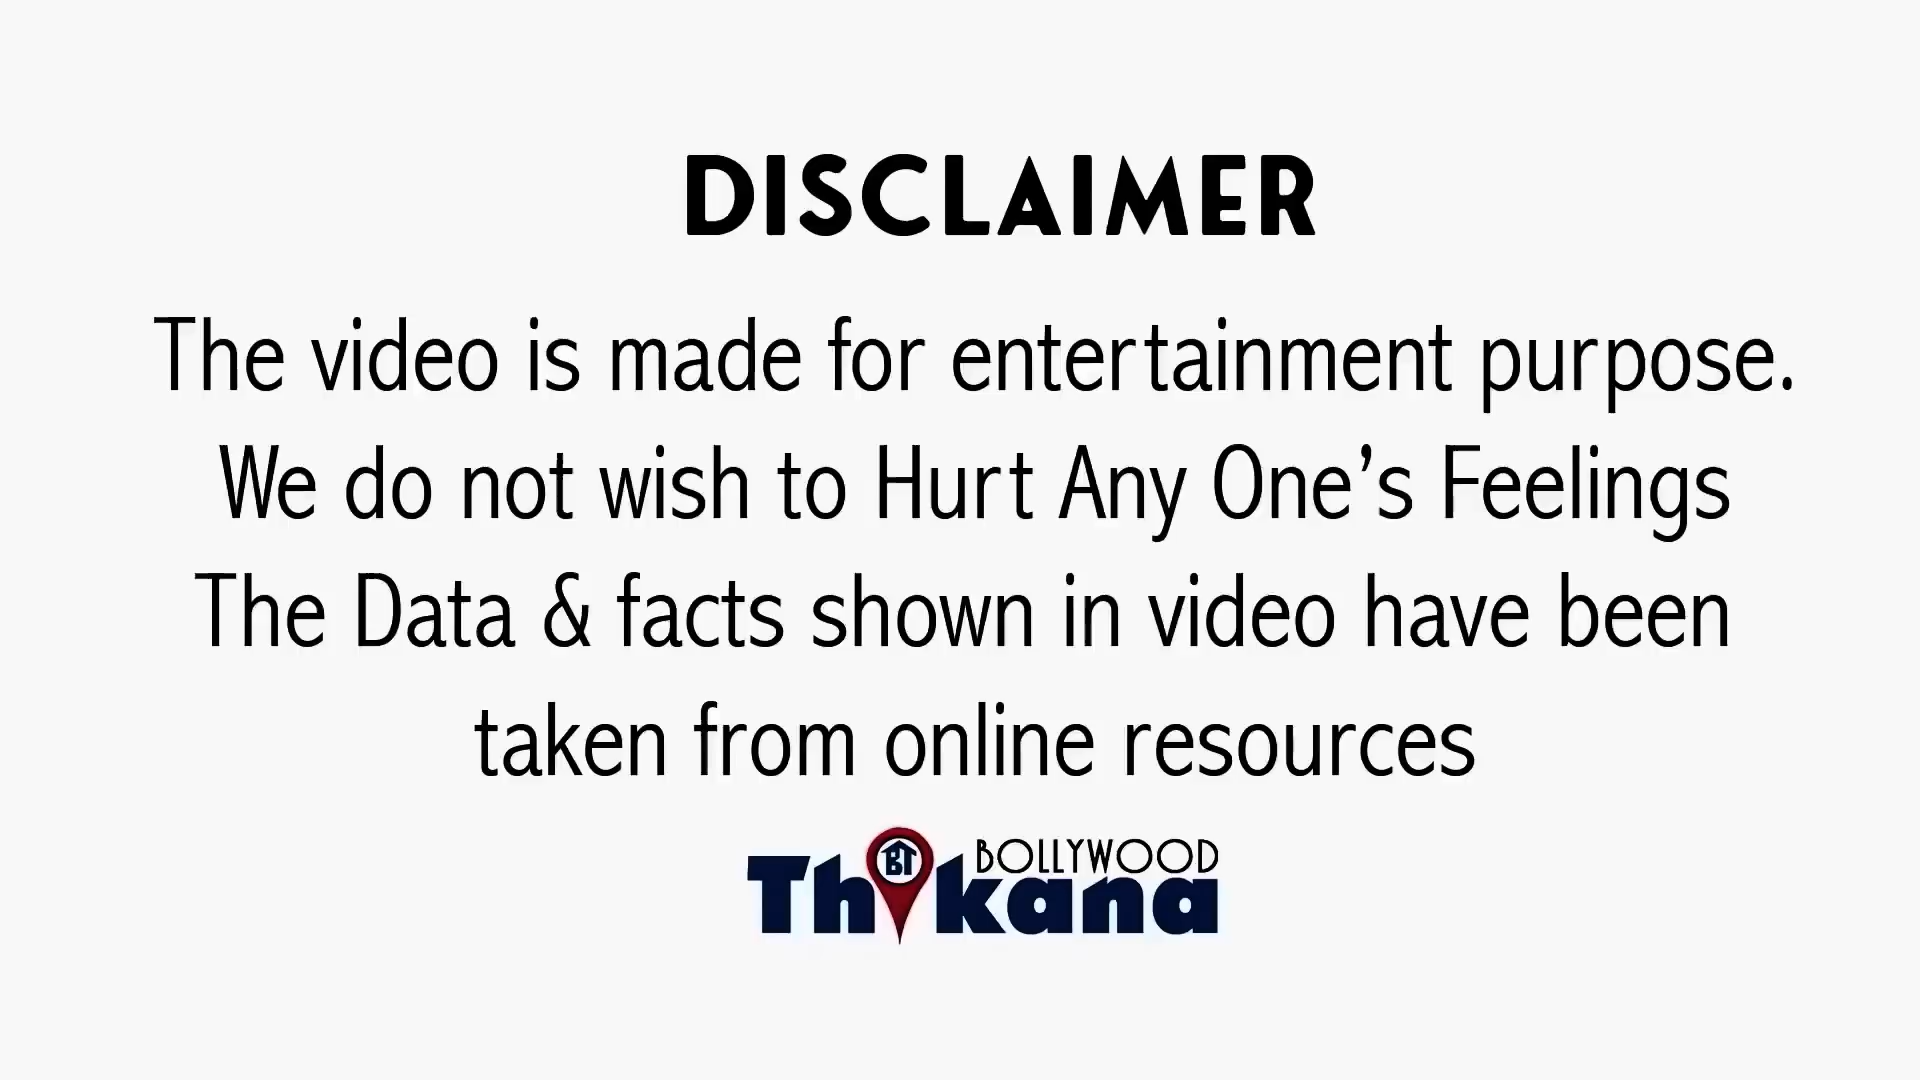 DISCLAIMER
The video is made for entertainment purpose.
We do not wish to Hurt Any One's Feelings
The Data & facts shown in video have been
taken from online resources
BOLLYWOOD
BT
Thikana